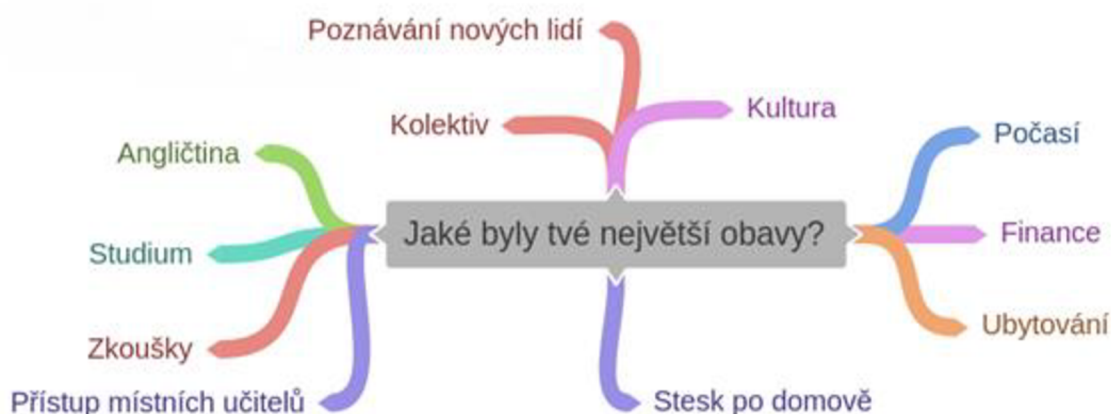 Poznávání nových lidí
Kolektiv
Kultura
Angličtina
Počasí
Jaké byly tvé největší obavy?
Studium
Finance
Zkoušky
Ubytování
Přístup místních učitelů
Stesk po domově